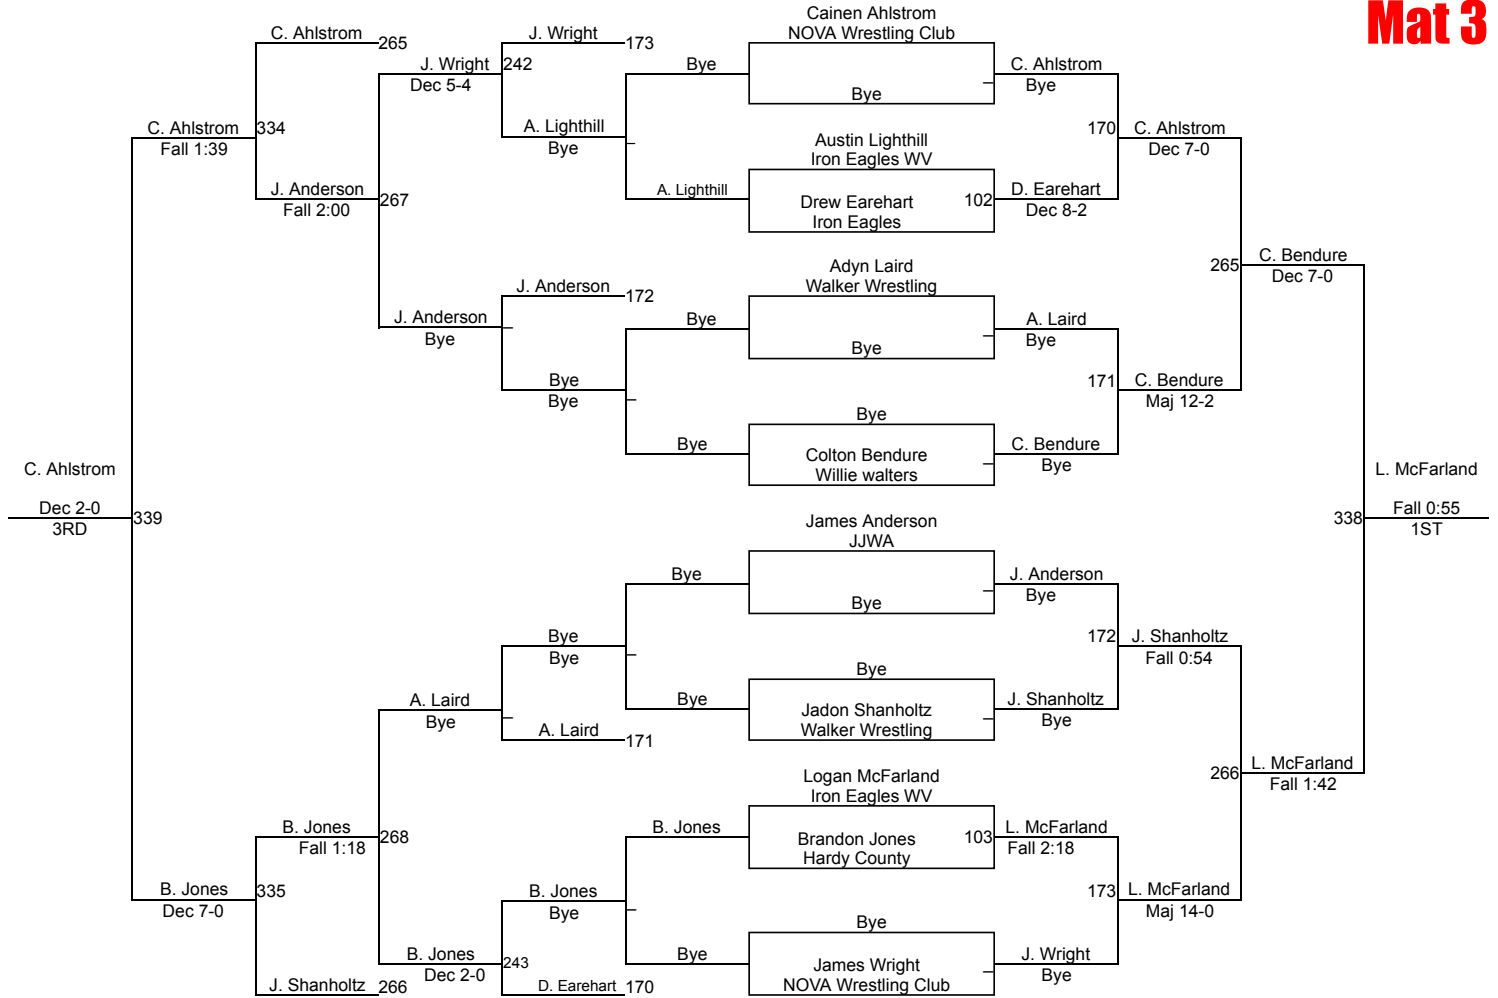 Mat 3
Cainen Ahlstrom
NOVA Wrestling Club
C. Ahlstrom
265
J. Wright
173
J. Wright
242
Dec 5-4
Bye
Bye
C. Ahlstrom
Bye
C. Ahlstrom
334
Fall 1:39
A. Lighthill
Bye
Austin Lighthill
Iron Eagles WV
170
C. Ahlstrom
Dec 7-0
J. Anderson
Fall 2:00
267
A. Lighthill
Drew Earehart
Iron Eagles
102
D. Earehart
Dec 8-2
Adyn Laird
Walker Wrestling
265
C. Bendure
Dec 7-0
J. Anderson
172
J. Anderson
Bye
Bye
Bye
A. Laird
Bye
Bye
Bye
171
C. Bendure
Maj 12-2
Bye
Bye
Colton Bendure
Willie walters
C. Bendure
Bye
C. Ahlstrom
Dec 2-0
3RD
339
L. McFarland
338
Fall 0:55
1ST
James Anderson
JJWA
Bye
Bye
J. Anderson
Bye
Bye
Bye
172
J. Shanholtz
Fall 0:54
Bye
A. Laird
Bye
Bye
Jadon Shanholtz
Walker Wrestling
J. Shanholtz
Bye
A. Laird
171
Logan McFarland
Iron Eagles WV
266
L. McFarland
Fall 1:42
B. Jones
Fall 1:18
268
B. Jones
Brandon Jones
Hardy County
103
L. McFarland
Fall 2:18
B. Jones
335
Dec 7-0
B. Jones
Bye
173
L. McFarland
Maj 14-0
Bye
B. Jones
Dec 2-0
243
Bye
James Wright
NOVA Wrestling Club
J. Wright
Bye
J. Shanholtz
266
D. Earehart
170